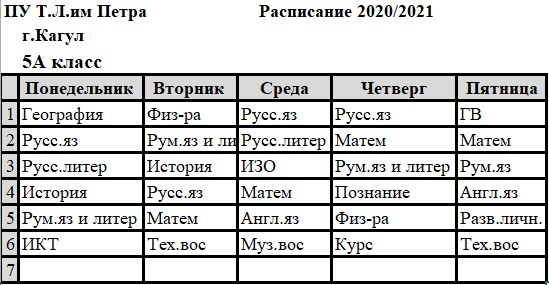 ПУ Т.Л.им Петра Расписание 2020/2021
г.Кагул
5А класс
Понедельник Вторник Среда Четверг Пятница
1 География Физ-ра Русс.яз Русс.яз ГВ
2 Русс.яз Рум.яз и ли Русс.литер Матем Матем
3 Русс.литер История ИЗО Рум.яз и литер Рум.яз
4 История Русс.яз Матем Познание Англ.яз
5 Рум.яз и литер Матем Англ.яз Физ-ра Разв.личн.
6 ИКТ Тех.вос Муз.вос Курс Тех.вос
7